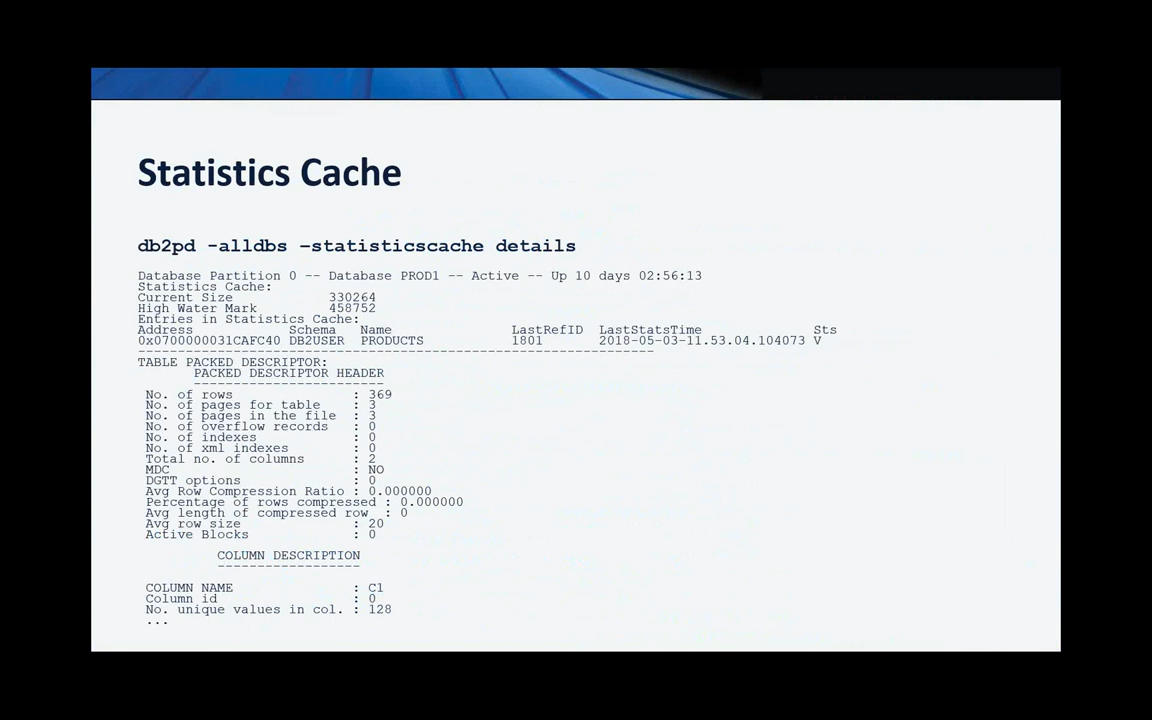 Statistics Cache
db2pd -alldbs –statisticscache details
Database Partition 0 -- Database PROD1 -- Active -- Up 10 days 02:56:13
Statistics Cache:
Current Size            330264
High Water Mark         458752
Entries in Statistics Cache:
Address            Schema   Name               LastRefID  LastStatsTime              Sts
0x0700000031CAFC40 DB2USER  PRODUCTS           1801       2018-05-03-11.53.04.104073 V
-----------------------------------------------------------------
TABLE PACKED DESCRIPTOR:
PACKED DESCRIPTOR HEADER
------------------------
No. of rows               : 369
No. of pages for table    : 3
No. of pages in the file  : 3
No. of overflow records   : 0
No. of indexes            : 0
No. of xml indexes        : 0
Total no. of columns      : 2
MDC                       : NO
DGTT options              : 0
Avg Row Compression Ratio : 0.000000
Percentage of rows compressed : 0.000000
Avg length of compressed row  : 0
Avg row size              : 20
Active Blocks             : 0
COLUMN DESCRIPTION
------------------
COLUMN NAME               : C1
Column id                 : 0
No. unique values in col. : 128
...